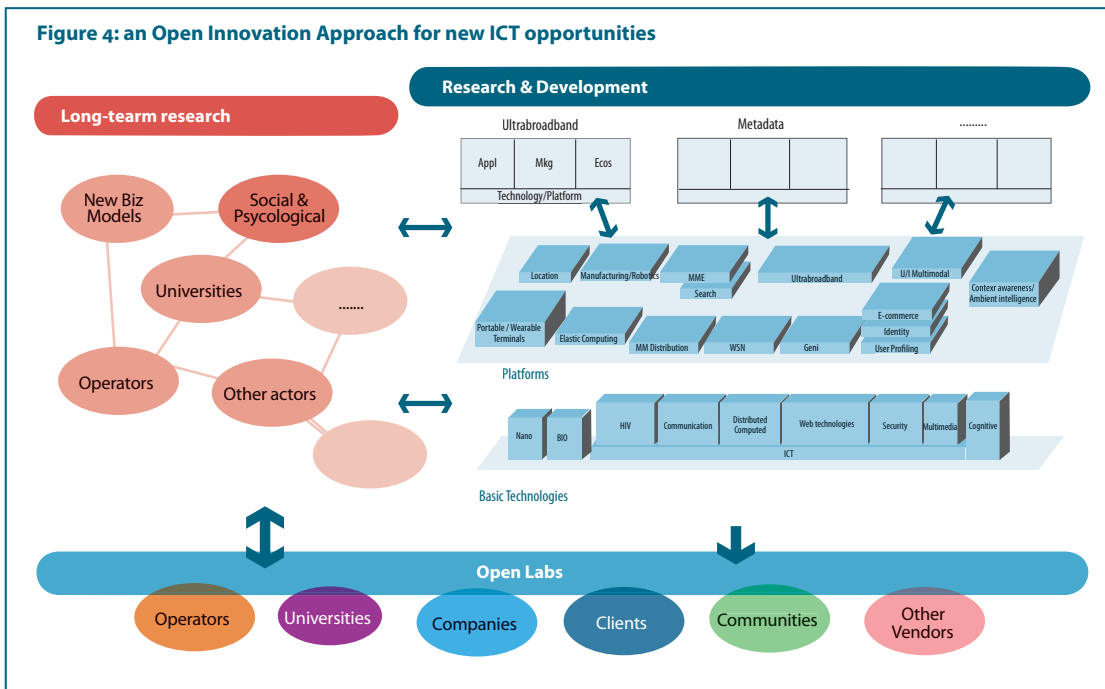 Figure 4: an Open Innovation Approach for new ICT opportunities
Long-tearm research
New Biz
Models
Social &
Psycological
Universities
.......
Operators
Other actors
Research & Development
Ultrabroadband
Metadata
.........
Appl
Mkg
Ecos
Technology/Platform
Location
Manufacturing/Robotics
MME
Search
Ultrabroadband
U/I Multimodal
Context awareness/
Ambient intelligence
Portable / Wearable
Terminals
Elastic Computing
MM Distribution
WSN
Geni
E-commerce
Identity
User Profiling
Platforms
Nano
BIO
HIV
Communication
Distributed
Computed
Web technologies
Security
Multimedia
Cognitive
ICT
Basic Technologies
Open Labs
Operators
Universities
Companies
Clients
Communities
Other
Vendors